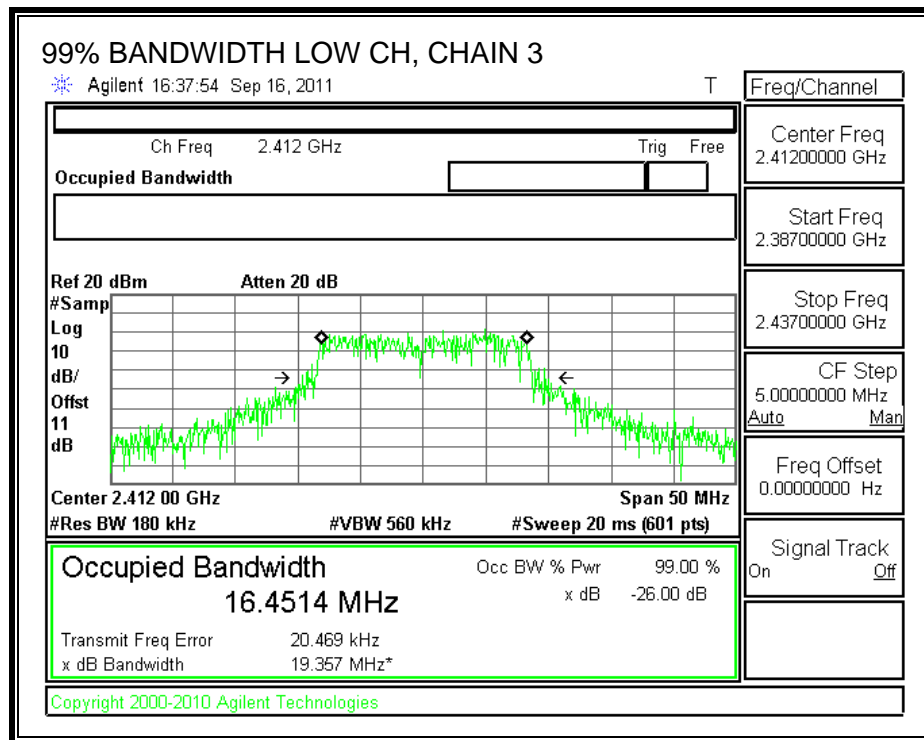 99% BANDWIDTH LOW CH, CHAIN 3
Agilent 16:37:54 Sep 16, 2011 T
Freq/Channel
Ch Freq 2.412 GHz Trig Free
Occupied Bandwidth
Center Freq
2.41200000 GHz
Start Freq
2.38700000 GHz
Stop Freq
2.43700000 GHz
CF Step
5.00000000 MHz
Auto Man
Freq Offset
0.00000000 Hz
Signal Track
On Off
Ref 20 dBm Atten 20 dB
#Samp
Log
10
dB/
Offst
11
dB
Center 2.412 00 GHz Span 50 MHz
#Res BW 180 kHz #VBW 560 kHz #Sweep 20 ms (601 pts)
Occupied Bandwidth Occ BW % Pwr 99.00 %
16.4514 MHz x dB -26.00 dB
Transmit Freq Error 20.469 kHz
x dB Bandwidth 19.357 MHz*
Copyright 2000-2010 Agilent Technologies